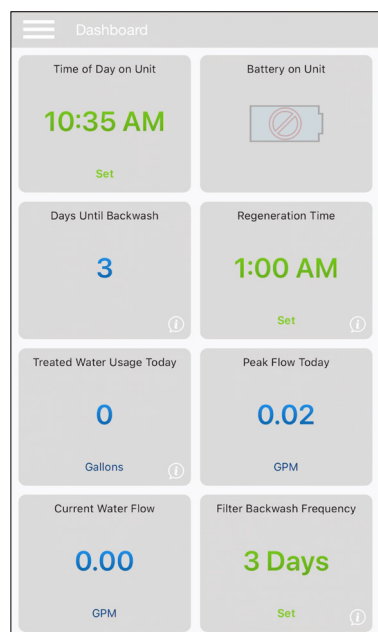 Dashboard
Time of Day on Unit
10:35 AM
Set
Battery on Unit
Days Until Backwash
3
Regeneration Time
1:00 AM
Set
Treated Water Usage Today
0
Gallons
Peak Flow Today
0.02
GPM
Current Water Flow
0.00
GPM
Filter Backwash Frequency
3 Days
Set